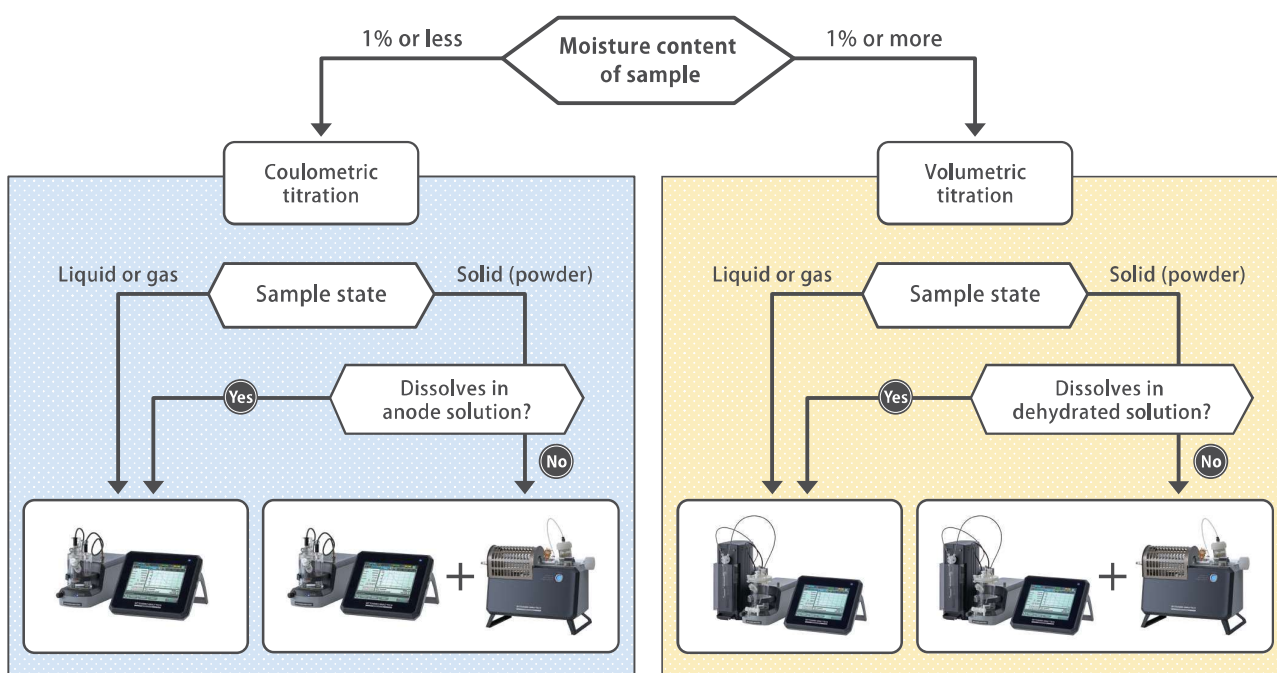 1% or less
Moisture content
of sample
1% or more
Coulometric
titration
Volumetric
titration
Liquid or gas
Sample state
Solid (powder)
Liquid or gas
Sample state
Solid (powder)
Yes
Dissolves in
anode solution?
No
Yes
Dissolves in
dehydrated solution?
No
+
+